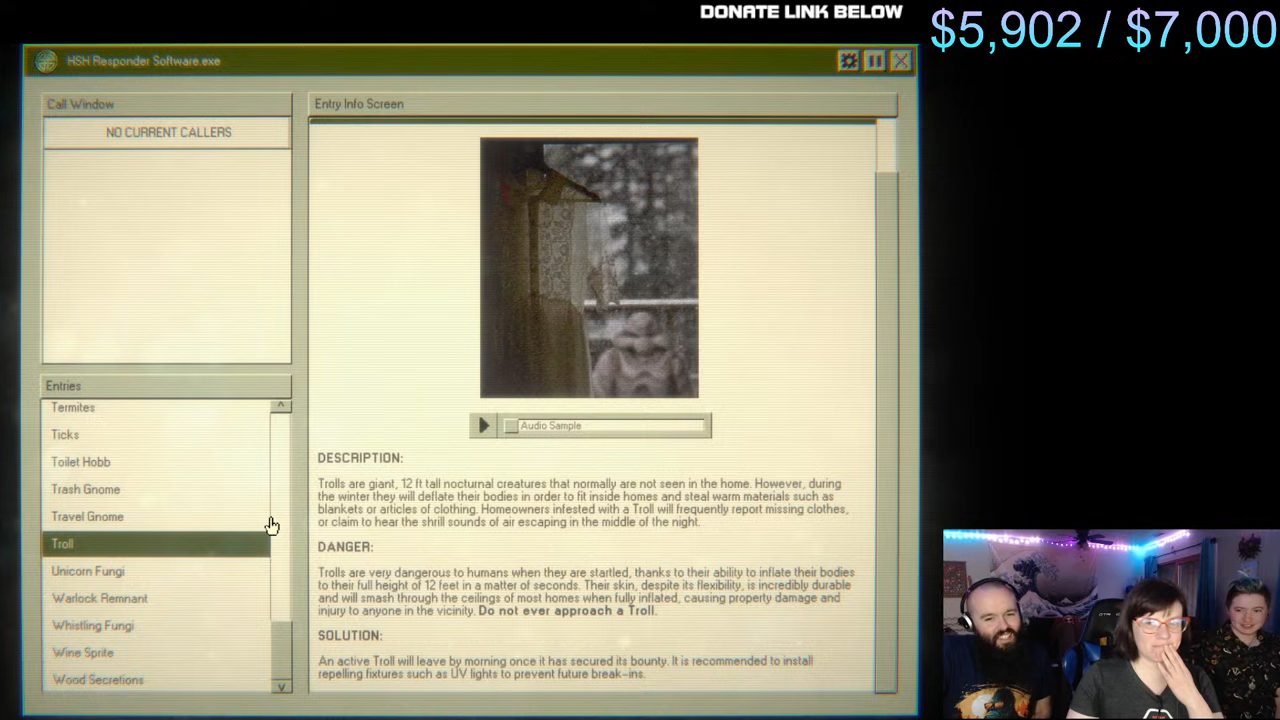 DONATE LINK BELOW
$5,902 / $7,000
HSH Responder Software.exe
Call Window
NO CURRENT CALLERS
Entry Info Screen
Audio Sample
DESCRIPTION:
Trolls are giant, 12 ft tall nocturnal creatures that normally are not seen in the home. However, during
the winter they will deflate their bodies in order to fit inside homes and steal warm materials such as
blankets or articles of clothing. Homeowners infested with a Troll will frequently report missing clothes,
or claim to hear the shrill sounds of air escaping in the middle of the night.
DANGER:
Trolls are very dangerous to humans when they are startled, thanks to their ability to inflate their bodies
to their full height of 12 feet in a matter of seconds. Their skin, despite its flexibility, is incredibly durable
and will smash through the ceilings of most homes when fully inflated, causing property damage and
injury to anyone in the vicinity. Do not ever approach a Troll.
SOLUTION:
An active Troll will leave by morning once it has secured its bounty. It is recommended to install
repelling fixtures such as UV lights to prevent future break-ins.
Entries
Termites
Ticks
Toilet Hobb
Trash Gnome
Travel Gnome
Troll
Unicorn Fungi
Warlock Remnant
Whistling Fungi
Wine Sprite
Wood Secretions